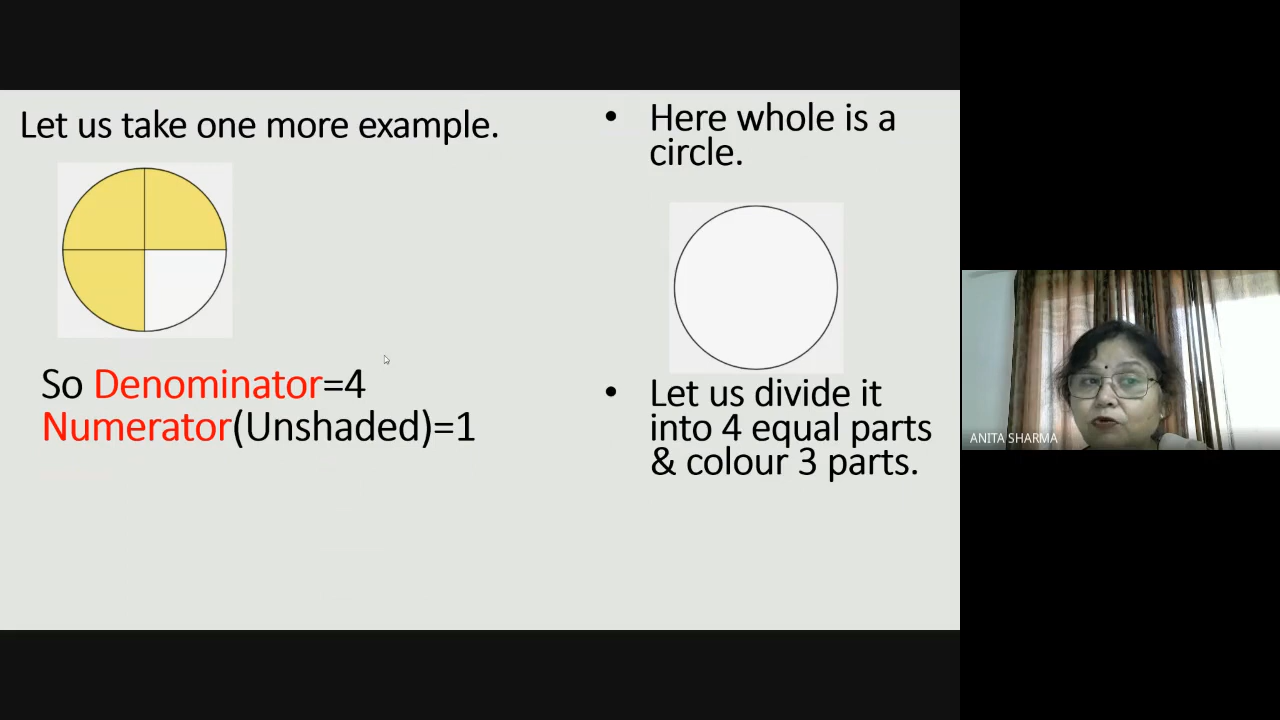 Let us take one more example.
So Denominator=4
Numerator(Unshaded)=1
• Here whole is a
circle.
• Let us divide it
into 4 equal parts
& colour 3 parts.
ANITA SHARMA